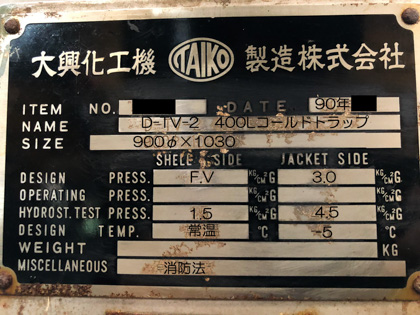 大興化工機 TAIKO 製造株式会社
ITEM NO. DATE 90年
NAME D-TV-2 400Lコールドトラップ
SIZE 900φ×1030
SHELL SIDE JACKET SIDE
DESIGN PRESS. F.V KG/CM²G 3.0 KG/CM²G
OPERATING PRESS. KG/CM²G KG/CM²G
HYDROST. TEST PRESS. 1.5 KG/CM²G 4.5 KG/CM²G
DESIGN TEMP. 常温 °C -5 °C
WEIGHT KG
MISCELLANEOUS 消防法